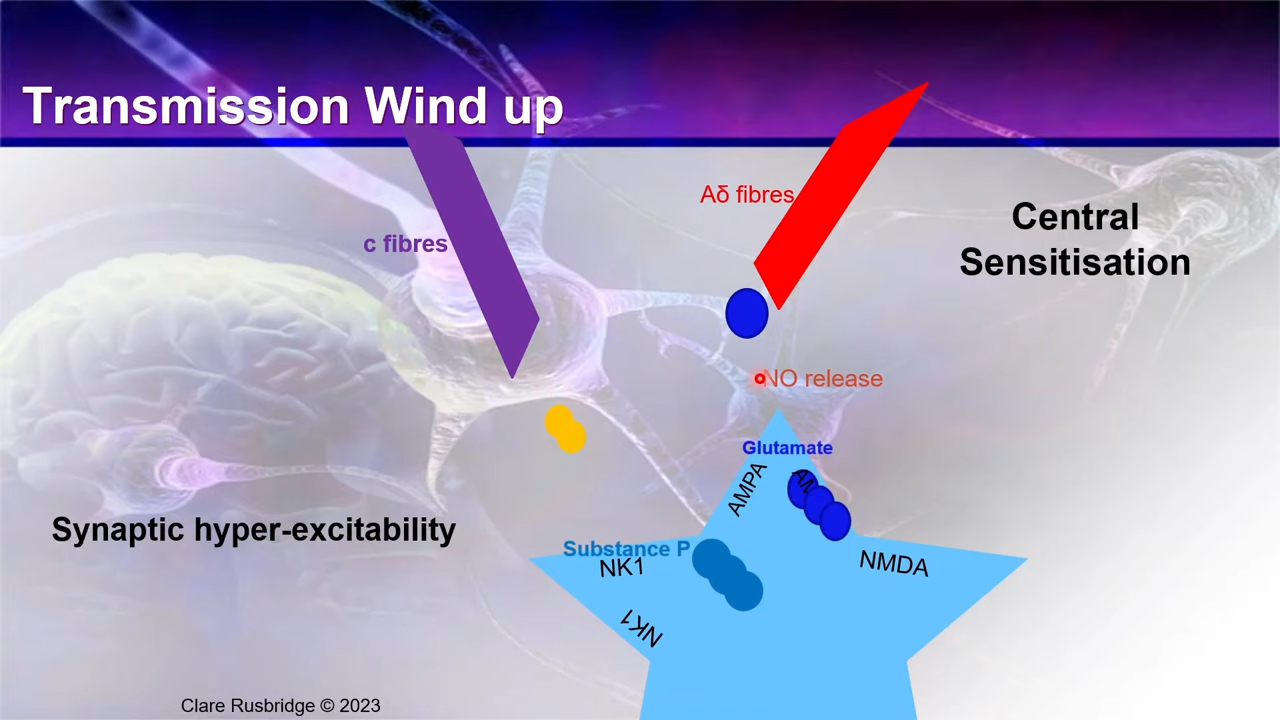 Transmission Wind up
Aδ fibres
Central
Sensitisation
c fibres
NO release
Glutamate
AMPA
Synaptic hyper-excitability
Substance P
NK1
NMDA
NK1
Clare Rusbridge © 2023